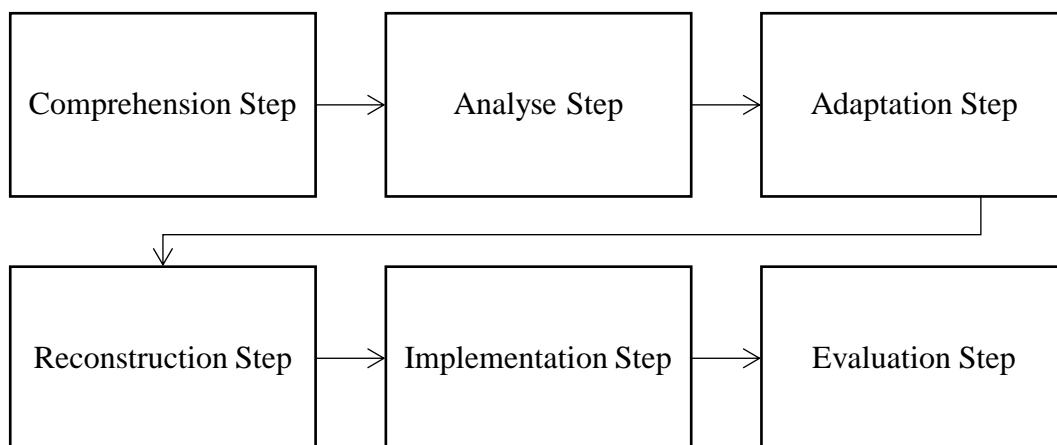 Comprehension Step
Analyse Step
Adaptation Step
Reconstruction Step
Implementation Step
Evaluation Step